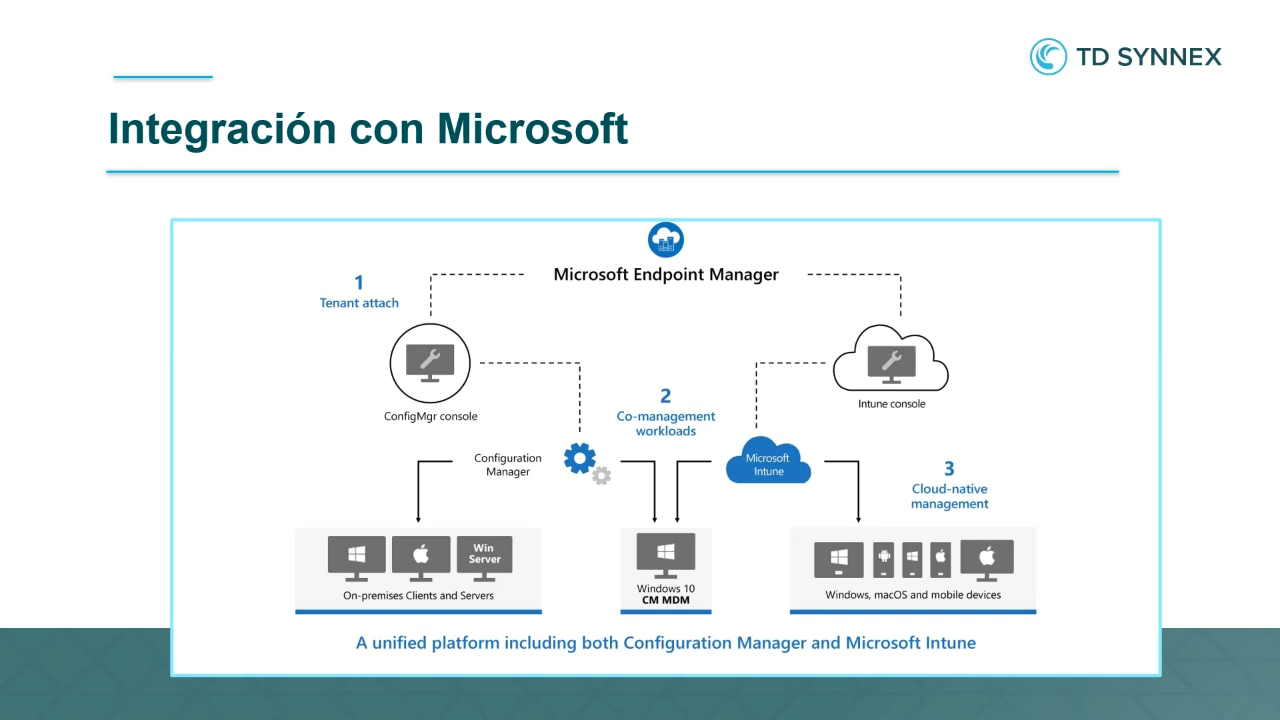 TD SYNNEX
Integración con Microsoft
Microsoft Endpoint Manager
1
Tenant attach
ConfigMgr console
Intune console
2
Co-management
workloads
Configuration
Manager
Microsoft
Intune
3
Cloud-native
management
Win
Server
On-premises Clients and Servers
Windows 10
CM MDM
Windows, macOS and mobile devices
A unified platform including both Configuration Manager and Microsoft Intune